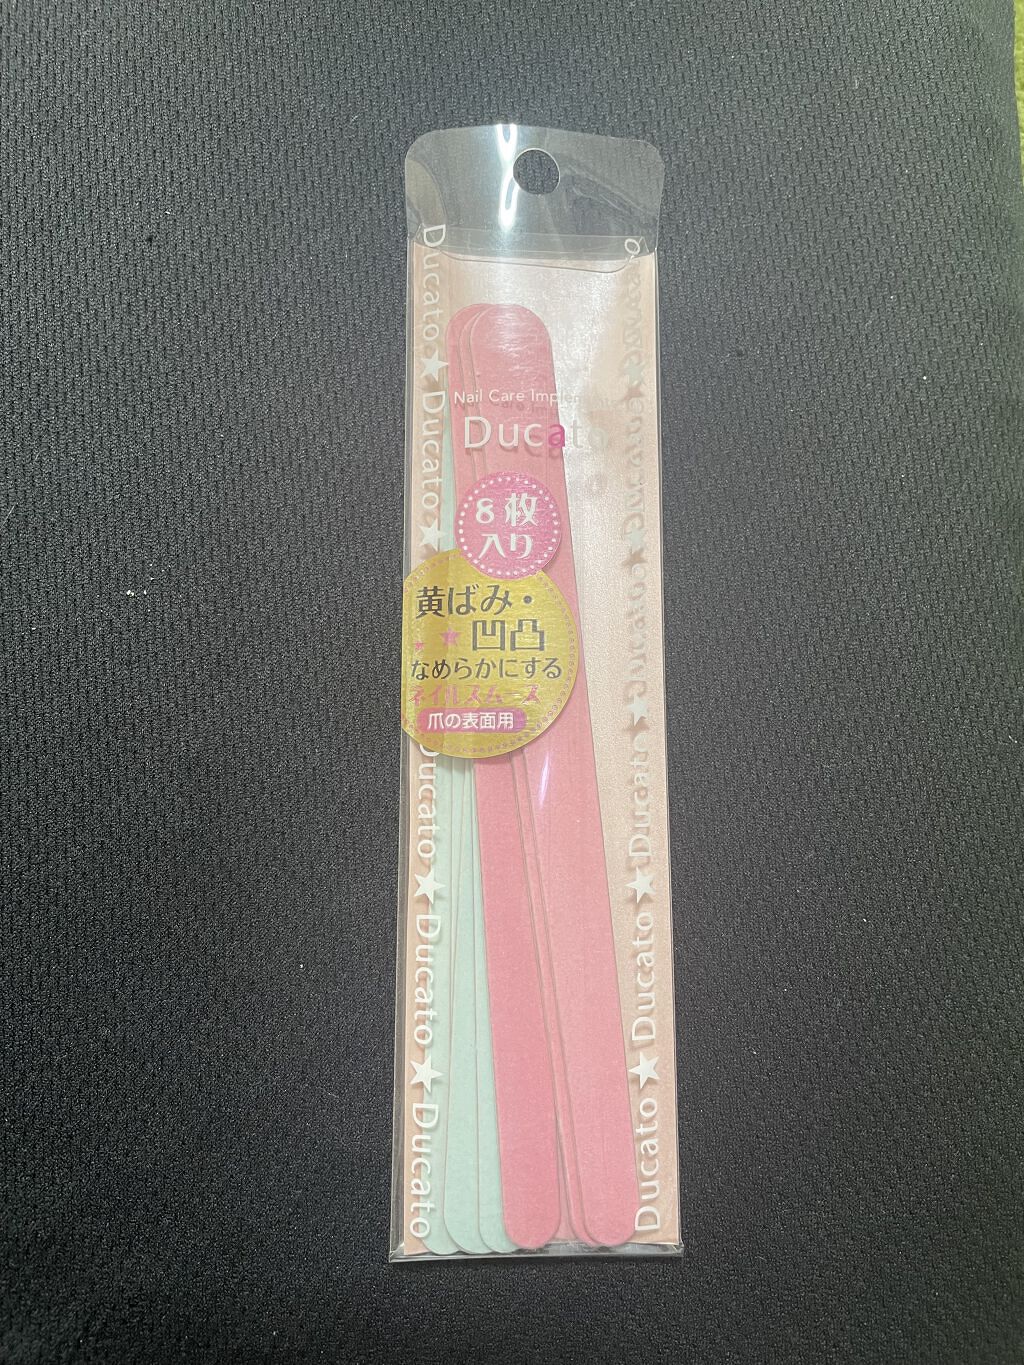 Nail Care Implements
Ducato
8枚
入り
黄ばみ・
凹凸
なめらかにする
ネイルスムース
爪の表面用
Ducato ★ Ducato ★
Ducato ★ Ducato ★ Ducato
Ducato ★ Ducato ★ Ducato ★ Ducato ★ Ducato ★